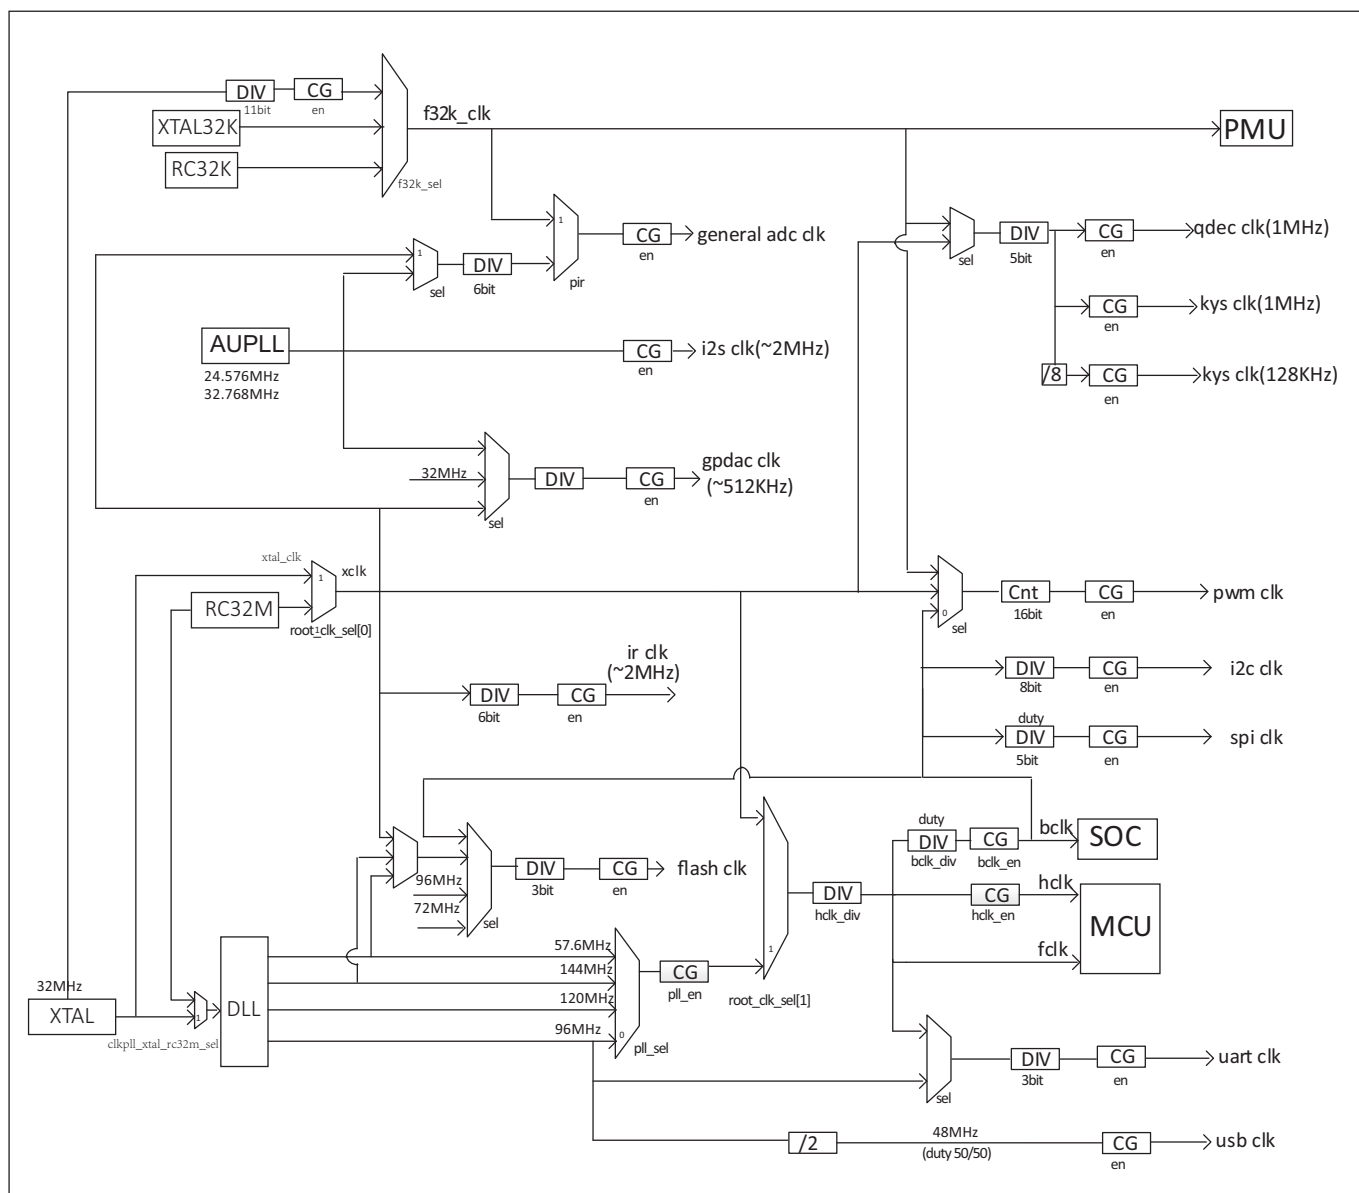 DIV
11bit
CG
en
XTAL32K
RC32K
f32k_clk
f32k_sel
PMU
1
pir
CG
en
general adc clk
1
sel
DIV
6bit
sel
DIV
5bit
CG
en
qdec clk(1MHz)
CG
en
kys clk(1MHz)
/8
CG
en
kys clk(128KHz)
AUPLL
24.576MHz
32.768MHz
CG
en
i2s clk(~2MHz)
32MHz
sel
DIV
CG
en
gpdac clk
(~512KHz)
xtal_clk
1
xclk
RC32M
root_clk_sel[0]
1
0
sel
Cnt
16bit
CG
en
pwm clk
ir clk
(~2MHz)
DIV
6bit
CG
en
DIV
8bit
CG
en
i2c clk
duty
DIV
5bit
CG
en
spi clk
96MHz
72MHz
sel
DIV
3bit
CG
en
flash clk
1
root_clk_sel[1]
DIV
hclk_div
duty
DIV
bclk_div
CG
bclk_en
bclk
SOC
CG
hclk_en
hclk
fclk
MCU
32MHz
XTAL
1
clkpll_xtal_rc32m_sel
DLL
57.6MHz
144MHz
120MHz
96MHz
0
pll_sel
CG
pll_en
sel
DIV
3bit
CG
en
uart clk
/2
48MHz
(duty 50/50)
CG
en
usb clk